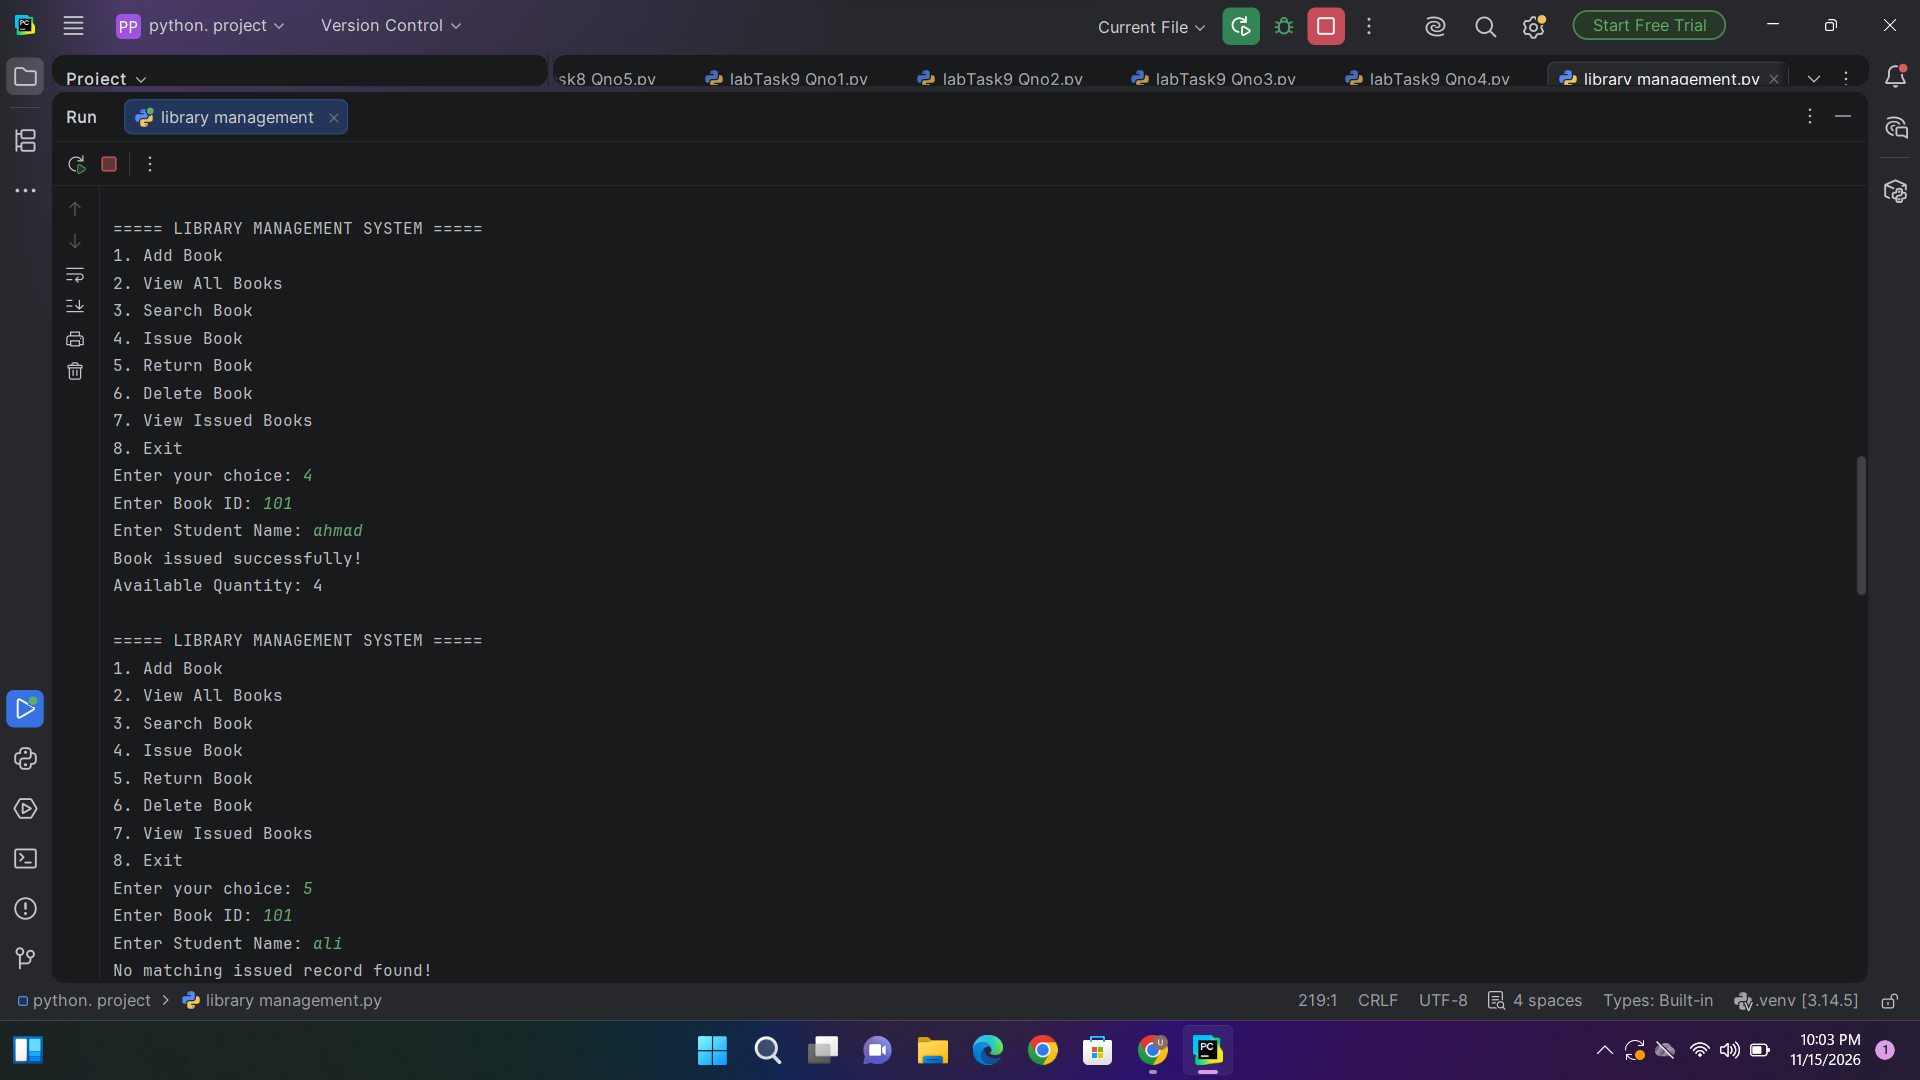 PP python. project Version Control Current File Start Free Trial
Project sk8 Qno5.py labTask9 Qno1.py labTask9 Qno2.py labTask9 Qno3.py labTask9 Qno4.py library management.py
Run library management
===== LIBRARY MANAGEMENT SYSTEM =====
1. Add Book
2. View All Books
3. Search Book
4. Issue Book
5. Return Book
6. Delete Book
7. View Issued Books
8. Exit
Enter your choice: 4
Enter Book ID: 101
Enter Student Name: ahmad
Book issued successfully!
Available Quantity: 4
===== LIBRARY MANAGEMENT SYSTEM =====
1. Add Book
2. View All Books
3. Search Book
4. Issue Book
5. Return Book
6. Delete Book
7. View Issued Books
8. Exit
Enter your choice: 5
Enter Book ID: 101
Enter Student Name: ali
No matching issued record found!
python. project > library management.py 219:1 CRLF UTF-8 4 spaces Types: Built-in .venv [3.14.5]
10:03 PM
11/15/2026
1